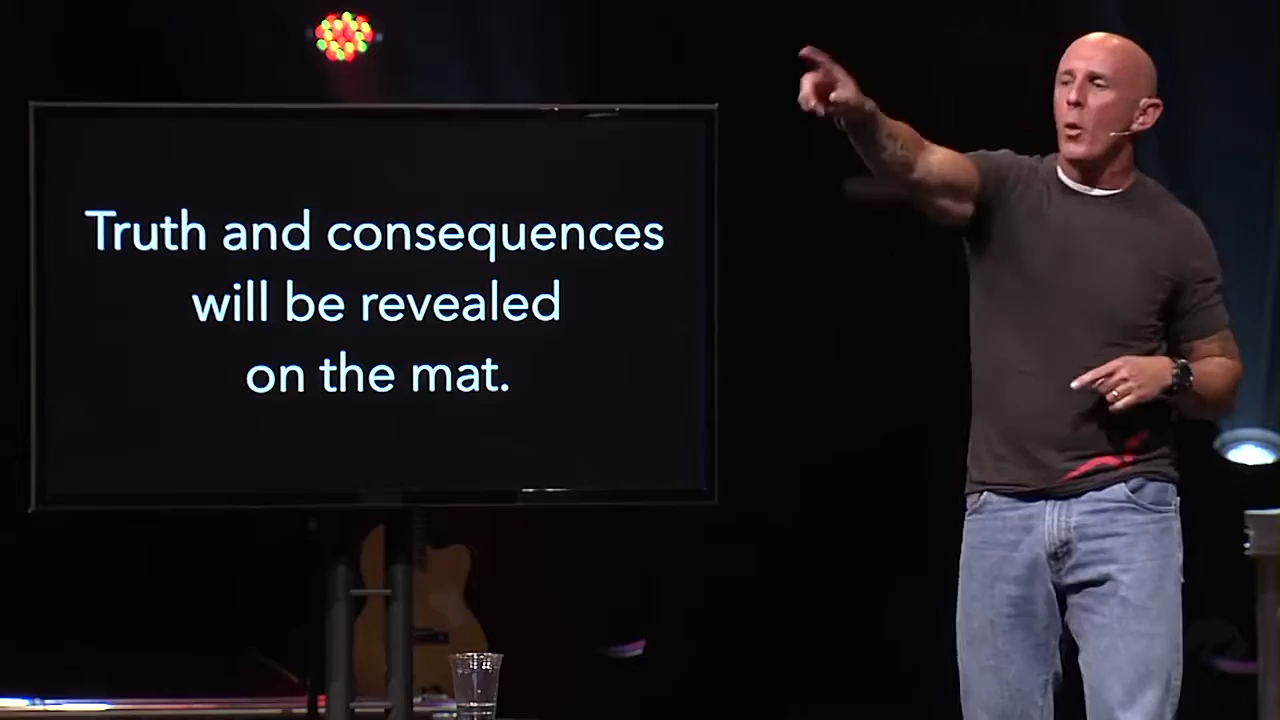 Truth and consequences
will be revealed
on the mat.